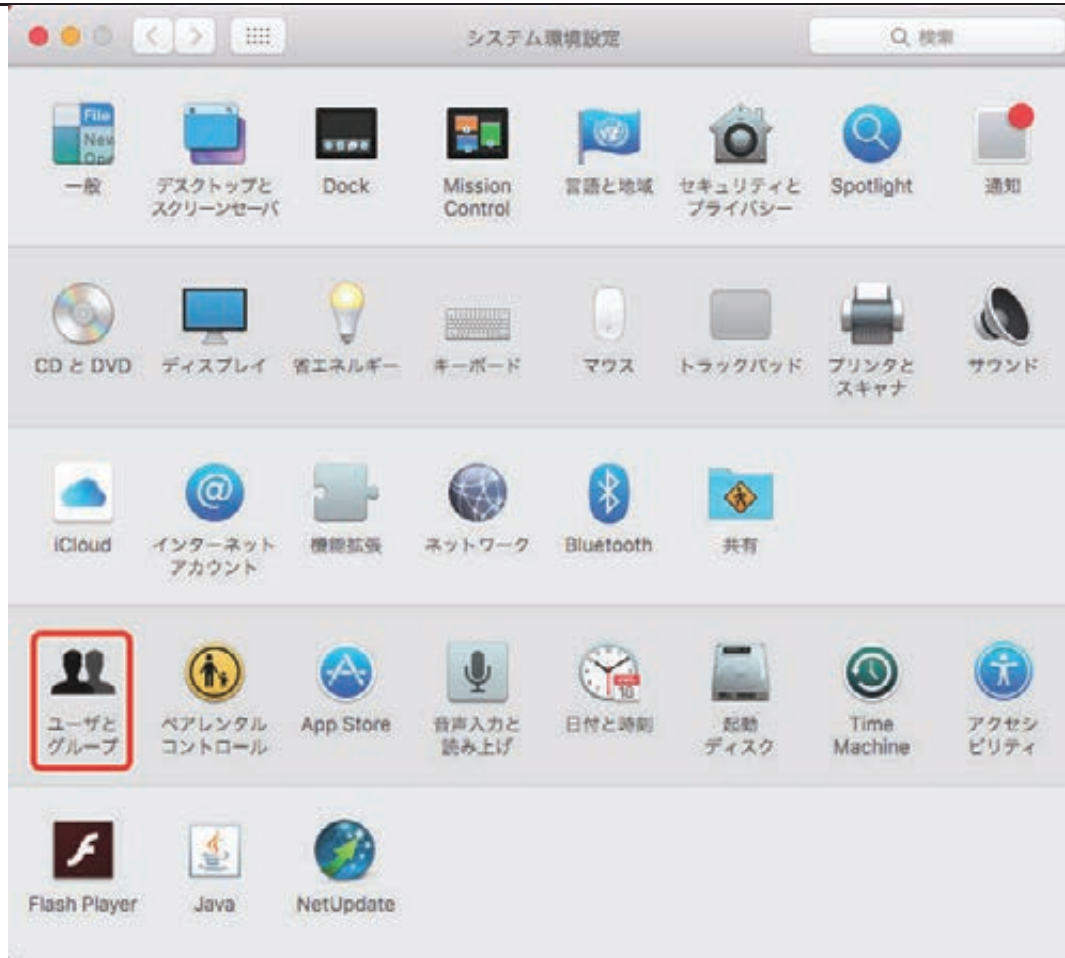 システム環境設定
検索
File
New
一般
デスクトップと
スクリーンセーバ
Dock
Mission
Control
言語と地域
セキュリティと
プライバシー
Spotlight
通知
CD と DVD
ディスプレイ
省エネルギー
キーボード
マウス
トラックパッド
プリンタと
スキャナ
サウンド
iCloud
インターネット
アカウント
機能拡張
ネットワーク
Bluetooth
共有
ユーザと
グループ
ペアレンタル
コントロール
App Store
音声入力と
読み上げ
10
日付と時刻
起動
ディスク
Time
Machine
アクセシ
ビリティ
Flash Player
Java
NetUpdate